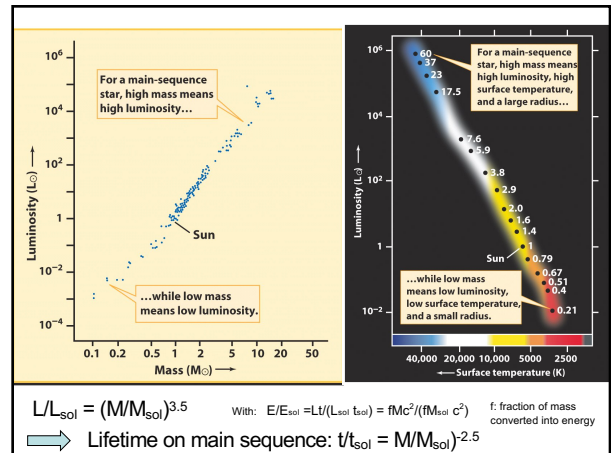 10⁶
10⁴
10²
1
10⁻²
10⁻⁴
Luminosity (L⊙) →
For a main-sequence
star, high mass means
high luminosity…
Sun
…while low mass
means low luminosity.
0.1 0.2 0.5 1 2 5 10 15 50
Mass (M⊙) →
10⁶
10⁴
10²
1
10⁻²
Luminosity (L⊙) →
For a main-sequence
star, high mass means
high luminosity, high
surface temperature,
and a large radius…
60
37
23
17.5
7.6
5.9
3.8
2.9
2.0
1.6
1.4
Sun 1
0.79
0.67
0.51
0.4
0.21
…while low mass
means low luminosity,
low surface temperature,
and a small radius.
40,000 20,000 10,000 5000 2500
← Surface temperature (K)
L/Lsol = (M/Msol)³·⁵ With: E/Esol =Lt/(Lsol tsol) = fMc²/(fMsol c²) f: fraction of mass
converted into energy
Lifetime on main sequence: t/tsol = M/Msol)⁻²·⁵